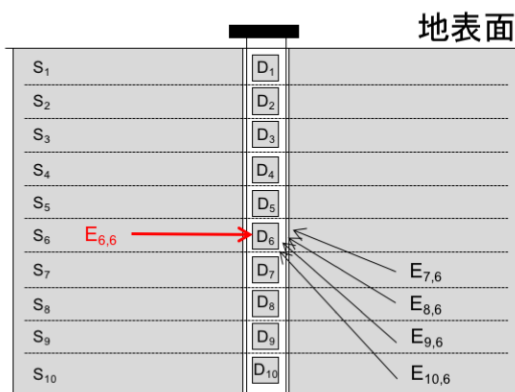 地表面
S1 D1
S2 D2
S3 D3
S4 D4
S5 D5
S6 E6,6 D6
S7 D7 E7,6
S8 D8 E8,6
S9 D9 E9,6
S10 D10 E10,6